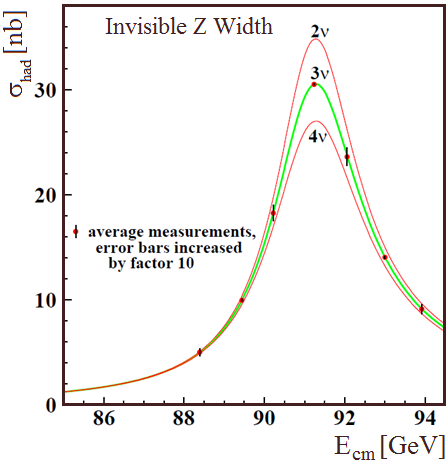 Invisible Z Width
σhad [nb]
2ν
3ν
4ν
average measurements,
error bars increased
by factor 10
30
20
10
0
86 88 90 92 94
Ecm [GeV]